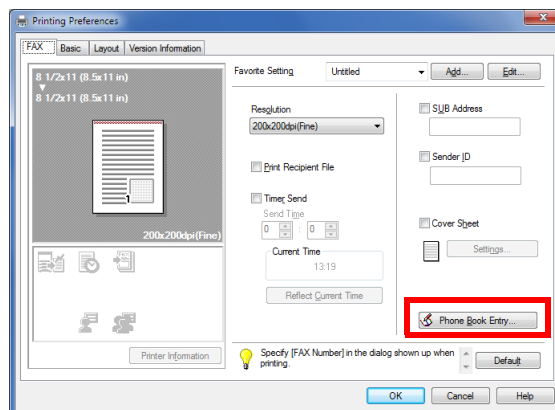 Printing Preferences
FAX Basic Layout Version Information
8 1/2x11 (8.5x11 in)
8 1/2x11 (8.5x11 in)
1
200x200dpi(Fine)
Printer Information
Favorite Setting Untitled Add... Edit...
Resolution
200x200dpi(Fine)
Print Recipient File
Timer Send
Send Time
0 : 0
Current Time
13:19
Reflect Current Time
SUB Address
Sender ID
Cover Sheet
Settings...
Phone Book Entry...
Specify [FAX Number] in the dialog shown up when
printing.
Default
OK Cancel Help